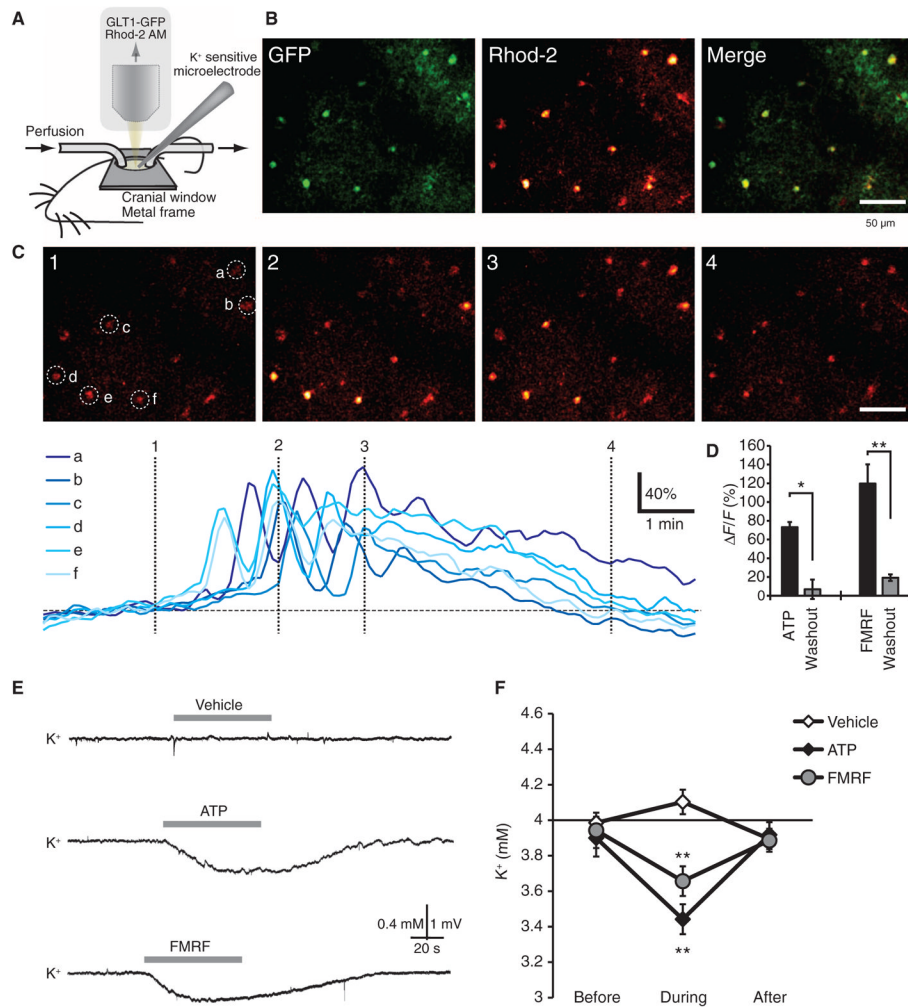 A
GLT1-GFP
Rhod-2 AM
K⁺ sensitive
microelectrode
Perfusion
Cranial window
Metal frame
B
GFP
Rhod-2
Merge
50 µm
C
1
a
b
c
d
e
f
2
3
4
1
2
3
4
a
b
c
d
e
f
40%
1 min
D
ΔF/F (%)
160
140
120
100
80
60
40
20
0
*
**
ATP
Washout
FMRF
Washout
E
Vehicle
K⁺
ATP
K⁺
0.4 mM
1 mV
20 s
FMRF
K⁺
F
K⁺ (mM)
4.6
4.4
4.2
4
3.8
3.6
3.4
3.2
3
Vehicle
ATP
FMRF
**
**
Before
During
After